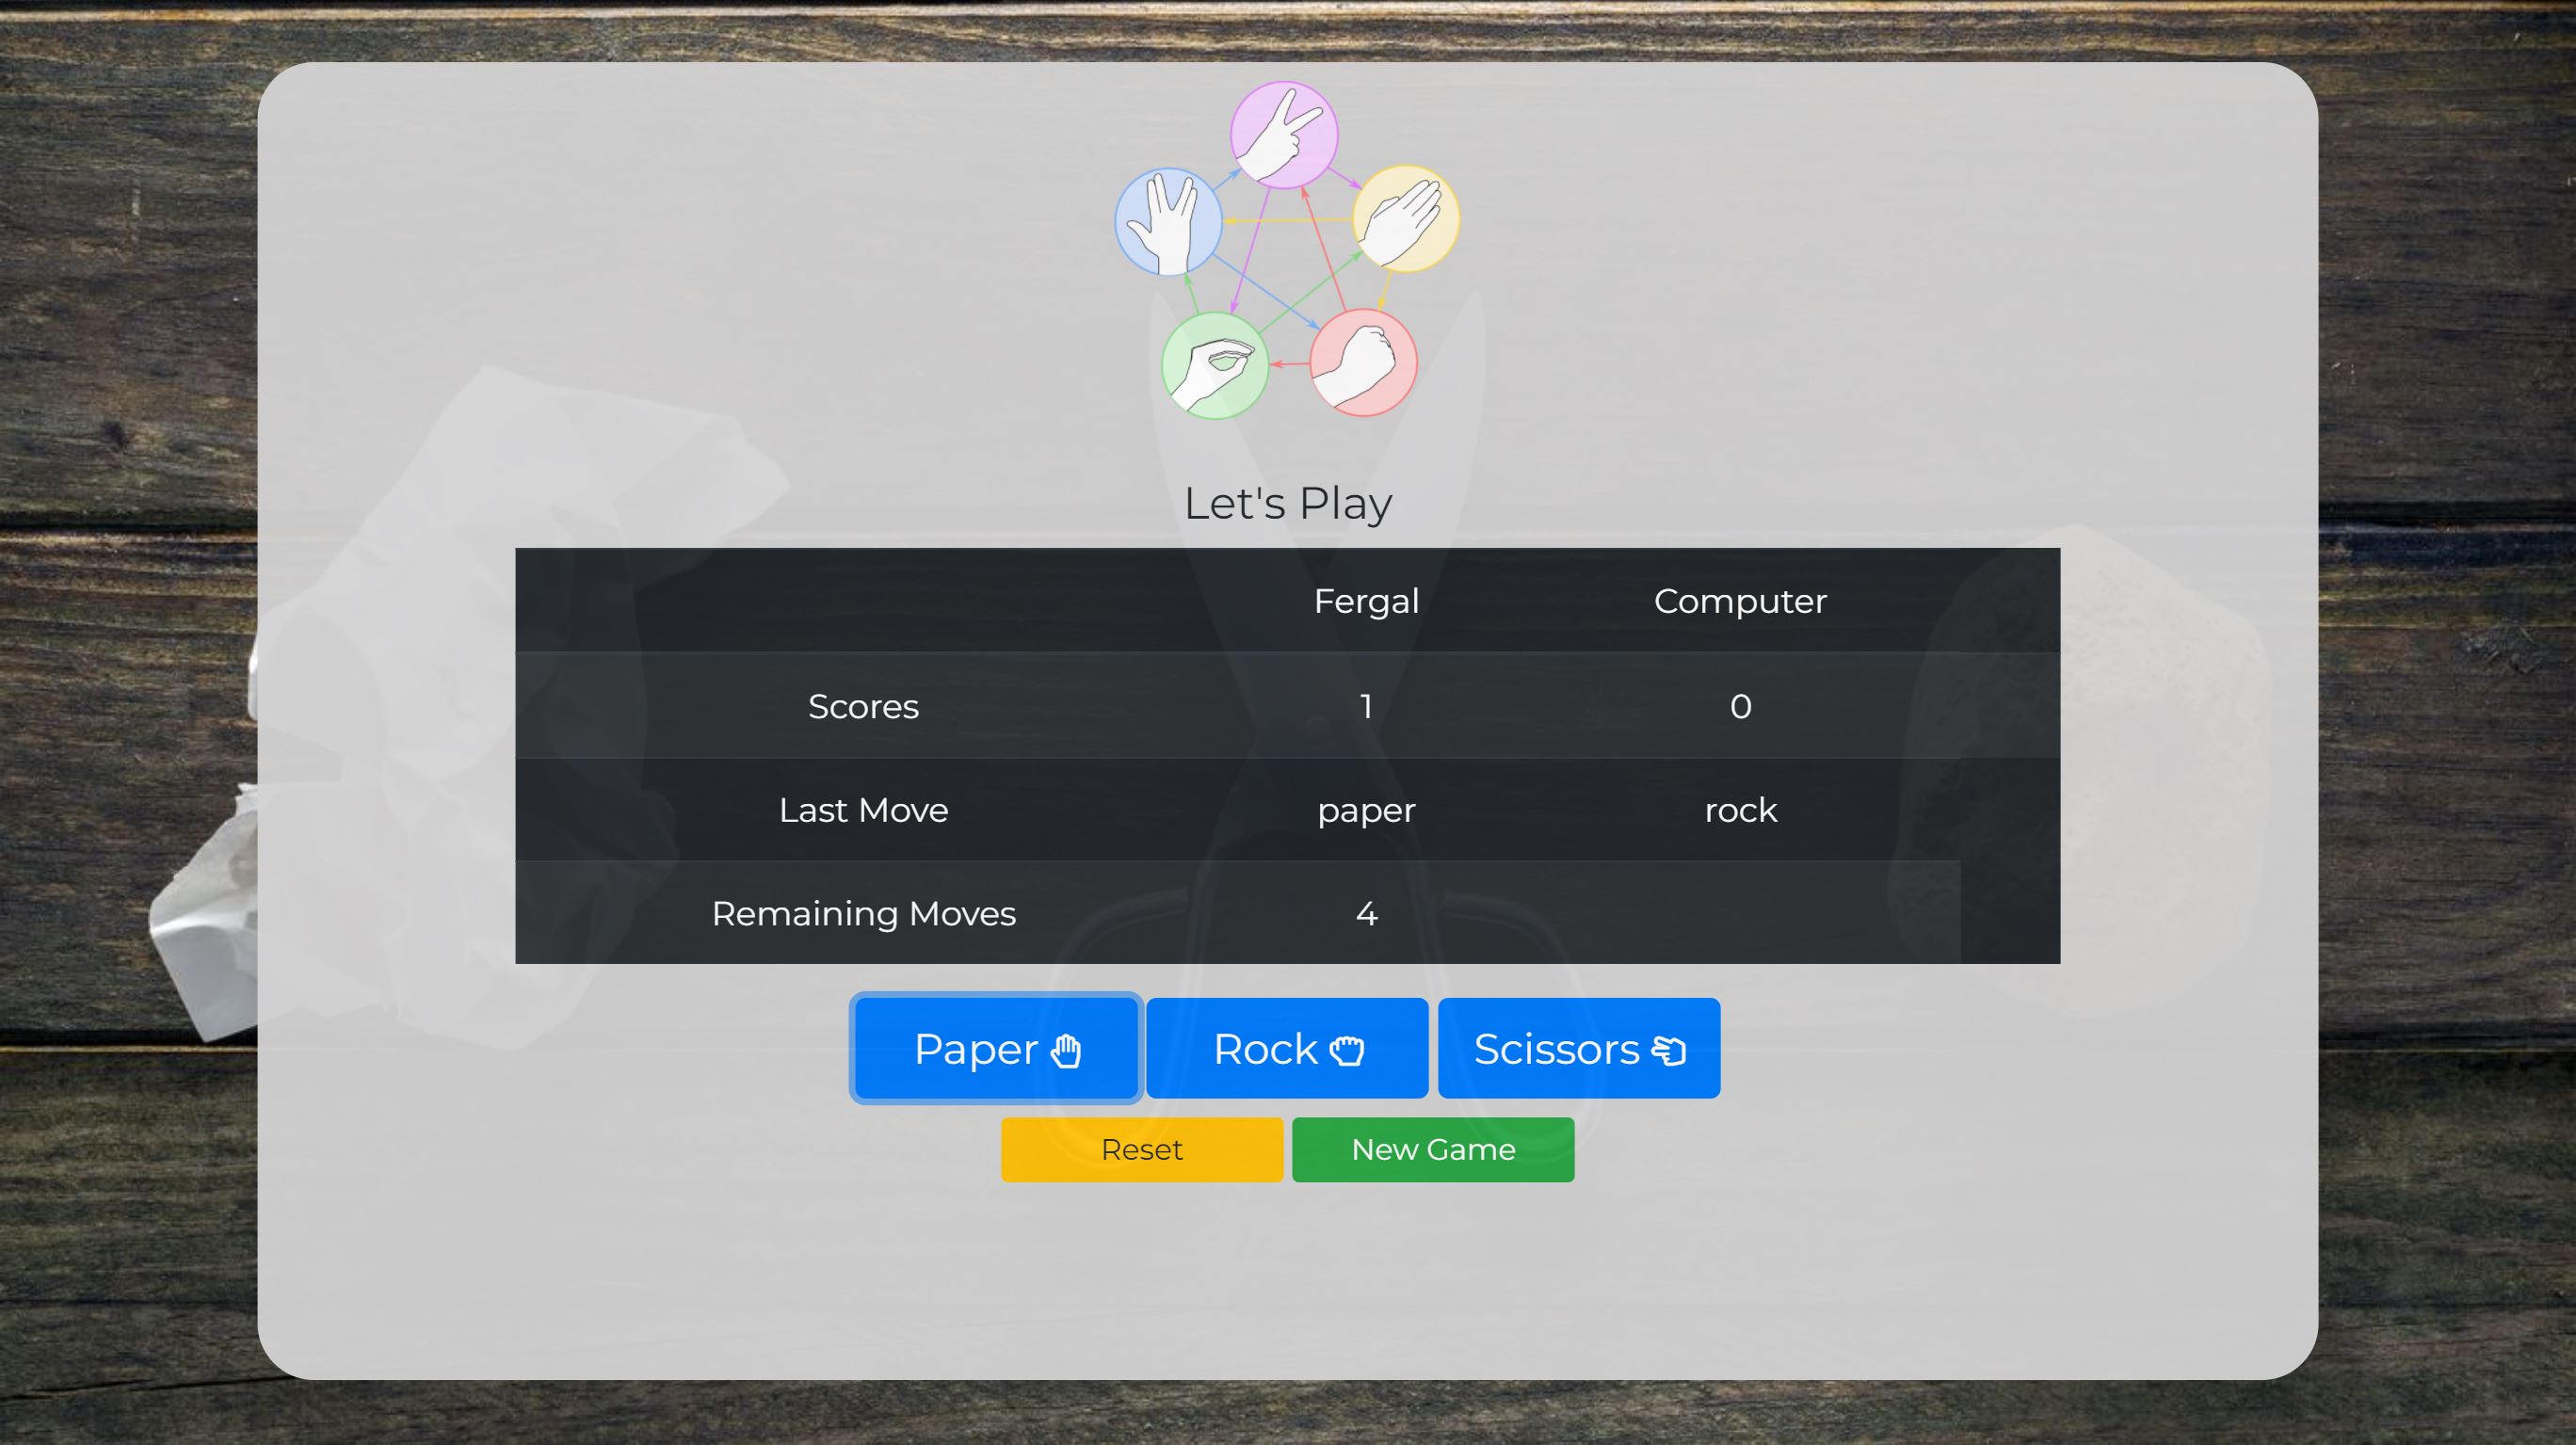 Let's Play
Fergal Computer
Scores 1 0
Last Move paper rock
Remaining Moves 4
Paper Rock Scissors
Reset New Game